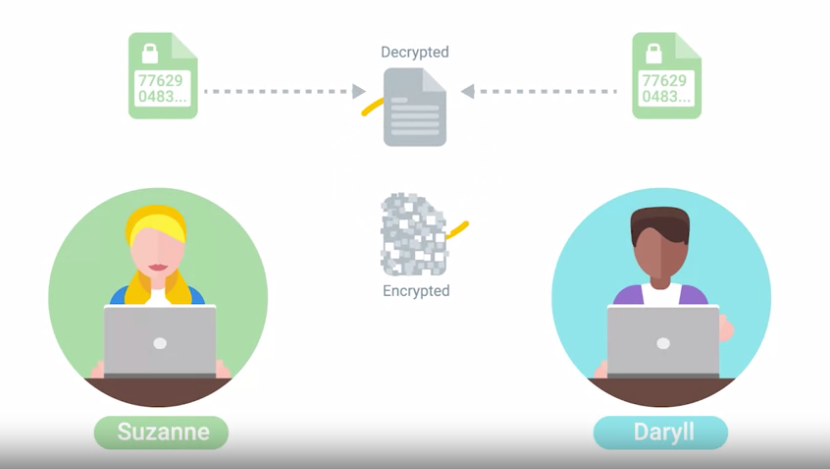 Decrypted
77629
0483...
77629
0483...
Encrypted
Suzanne
Daryll